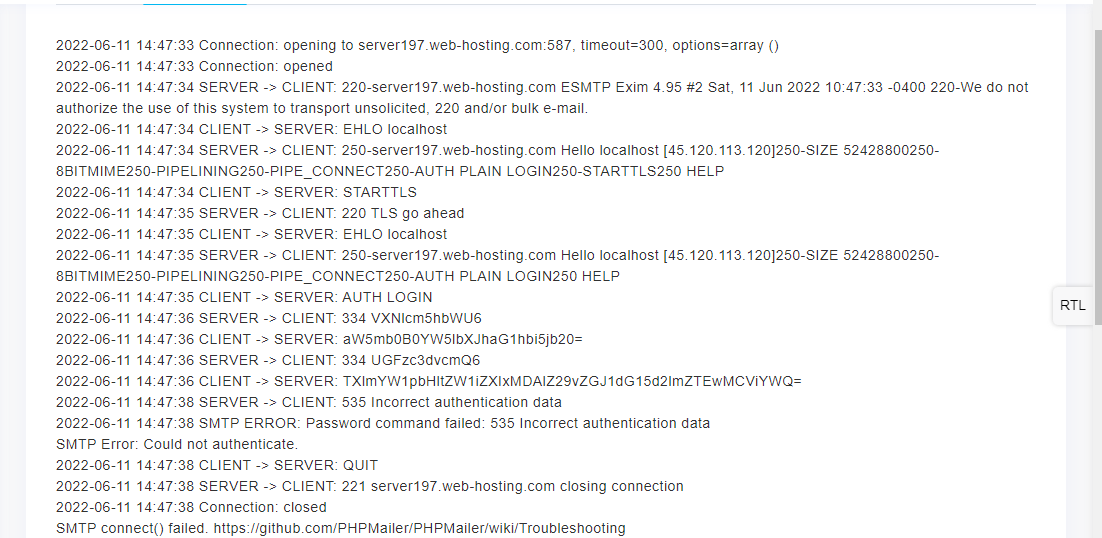 2022-06-11 14:47:33 Connection: opening to server197.web-hosting.com:587, timeout=300, options=array ()
2022-06-11 14:47:33 Connection: opened
2022-06-11 14:47:34 SERVER -> CLIENT: 220-server197.web-hosting.com ESMTP Exim 4.95 #2 Sat, 11 Jun 2022 10:47:33 -0400 220-We do not
authorize the use of this system to transport unsolicited, 220 and/or bulk e-mail.
2022-06-11 14:47:34 CLIENT -> SERVER: EHLO localhost
2022-06-11 14:47:34 SERVER -> CLIENT: 250-server197.web-hosting.com Hello localhost [45.120.113.120]250-SIZE 52428800250-
8BITMIME250-PIPELINING250-PIPE_CONNECT250-AUTH PLAIN LOGIN250-STARTTLS250 HELP
2022-06-11 14:47:34 CLIENT -> SERVER: STARTTLS
2022-06-11 14:47:35 SERVER -> CLIENT: 220 TLS go ahead
2022-06-11 14:47:35 CLIENT -> SERVER: EHLO localhost
2022-06-11 14:47:35 SERVER -> CLIENT: 250-server197.web-hosting.com Hello localhost [45.120.113.120]250-SIZE 52428800250-
8BITMIME250-PIPELINING250-PIPE_CONNECT250-AUTH PLAIN LOGIN250 HELP
2022-06-11 14:47:35 CLIENT -> SERVER: AUTH LOGIN
2022-06-11 14:47:36 SERVER -> CLIENT: 334 VXNlcm5hbWU6
2022-06-11 14:47:36 CLIENT -> SERVER: aW5mb0B0YW5lbXJhaG1hbi5jb20=
2022-06-11 14:47:36 SERVER -> CLIENT: 334 UGFzc3dvcmQ6
2022-06-11 14:47:36 CLIENT -> SERVER: TXlmYW1pbHltZW1iZXIxMDAlZ29vZGJ1dG15d2lmZTEwMCViYWQ=
2022-06-11 14:47:38 SERVER -> CLIENT: 535 Incorrect authentication data
2022-06-11 14:47:38 SMTP ERROR: Password command failed: 535 Incorrect authentication data
SMTP Error: Could not authenticate.
2022-06-11 14:47:38 CLIENT -> SERVER: QUIT
2022-06-11 14:47:38 SERVER -> CLIENT: 221 server197.web-hosting.com closing connection
2022-06-11 14:47:38 Connection: closed
SMTP connect() failed. https://github.com/PHPMailer/PHPMailer/wiki/Troubleshooting
RTL